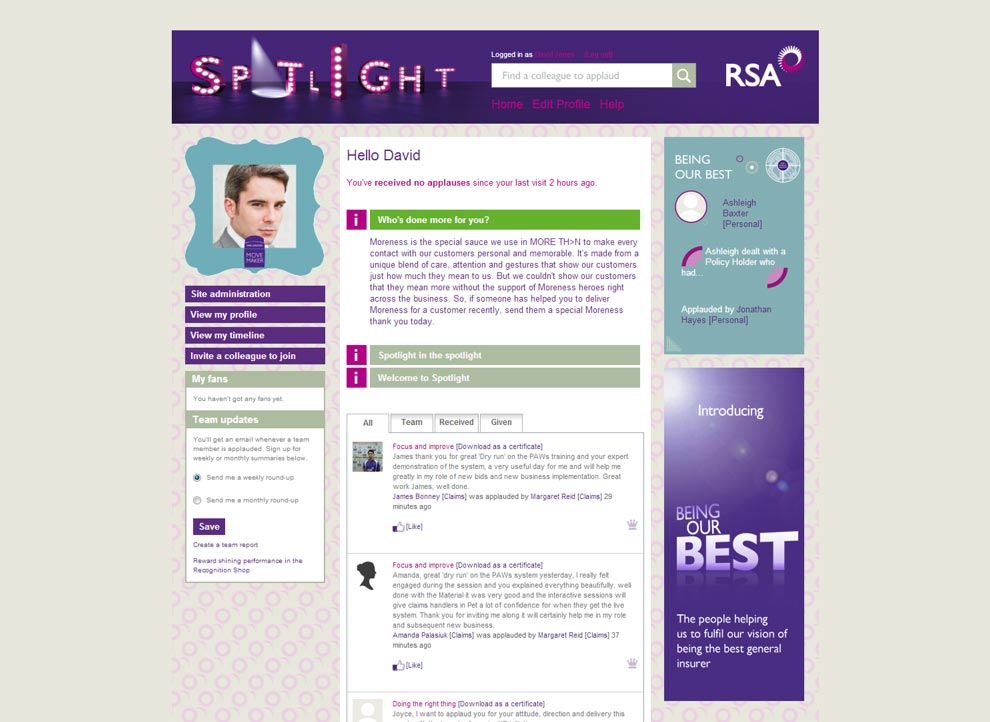 SPOTLIGHT
Logged in as David Jones (Log out)
Find a colleague to applaud
Home Edit Profile Help
RSA
MOVE
MAKER
Site administration
View my profile
View my timeline
Invite a colleague to join
My fans
You haven't got any fans yet.
Team updates
You'll get an email whenever a team
member is applauded. Sign up for
weekly or monthly summaries below.
Send me a weekly round-up
Send me a monthly round-up
Save
Create a team report
Reward shining performance in the
Recognition Shop
Hello David
You've received no applauses since your last visit 2 hours ago.
i Who's done more for you?
Moreness is the special sauce we use in MORE TH>N to make every
contact with our customers personal and memorable. It's made from a
unique blend of care, attention and gestures that show our customers
just how much they mean to us. But we couldn't show our customers
that they mean more without the support of Moreness heroes right
across the business. So, if someone has helped you to deliver
Moreness for a customer recently, send them a special Moreness
thank you today.
i Spotlight in the spotlight
i Welcome to Spotlight
All Team Received Given
Focus and improve [Download as a certificate]
James thank you for great 'Dry run' on the PAWs training and your expert
demonstration of the system, a very useful day for me and will help me
greatly in my role of new bids and new business implementation. Great
work James, well done.
James Bonney [Claims] was applauded by Margaret Reid [Claims] 29
minutes ago
[Like]
Focus and improve [Download as a certificate]
Amanda, great 'dry run' on the PAWs system yesterday, I really felt
engaged during the session and you explained everything beautifully, well
done with the Material it was very good and the interactive sessions will
give claims handlers in Pet a lot of confidence for when they get the live
system. Thank you for inviting me along it will certainly help me in my role
and subsequent new business.
Amanda Palasiuk [Claims] was applauded by Margaret Reid [Claims] 37
minutes ago
[Like]
Doing the right thing [Download as a certificate]
Joyce, I want to applaud you for your attitude, direction and delivery this
BEING
OUR BEST
Ashleigh
Baxter
[Personal]
Ashleigh dealt with a
Policy Holder who
had...
Applauded by Jonathan
Hayes [Personal]
Introducing
BEING
OUR
BEST
The people helping
us to fulfil our vision of
being the best general
insurer